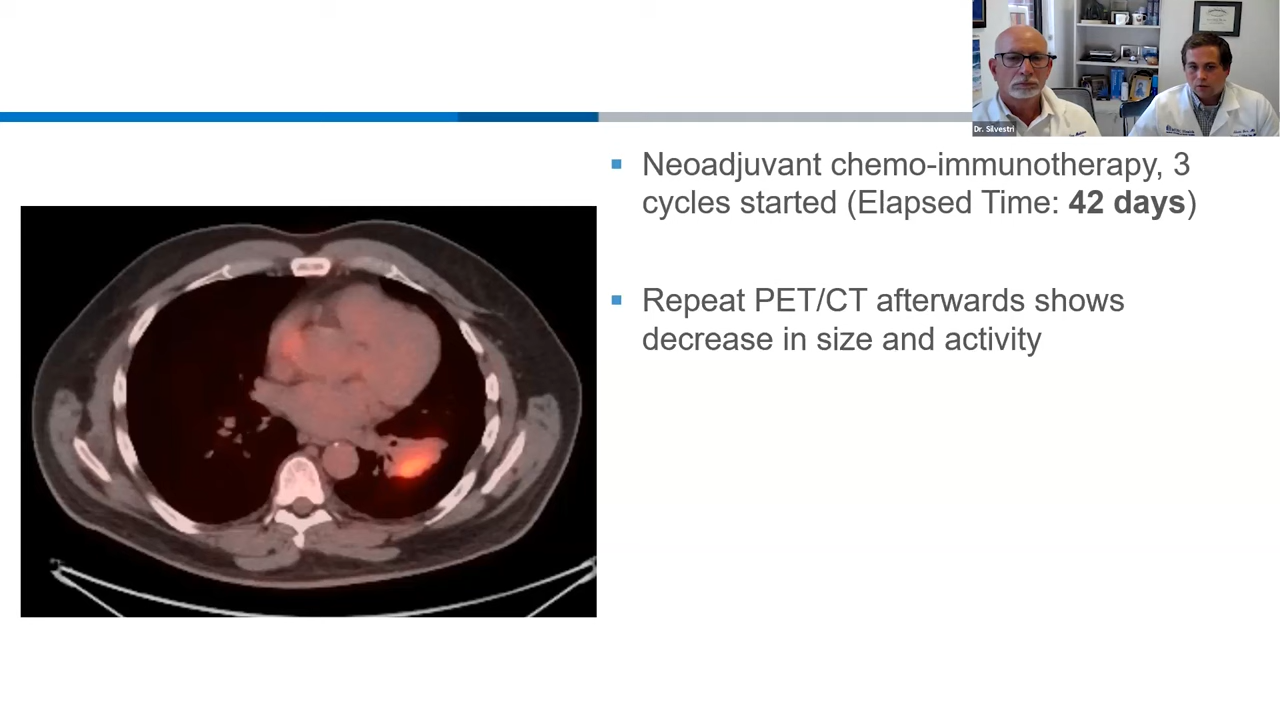 Dr. Silvestri
▪ Neoadjuvant chemo-immunotherapy, 3
cycles started (Elapsed Time: 42 days)
▪ Repeat PET/CT afterwards shows
decrease in size and activity